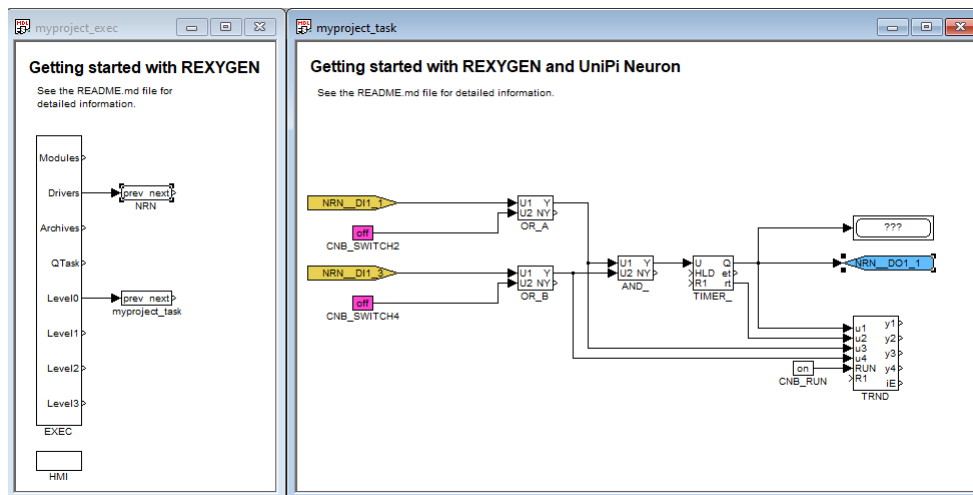 myproject_exec
Getting started with REXYGEN
See the README.md file for
detailed information.
Modules
Drivers
prev next
NRN
Archives
QTask
Level0
prev next
myproject_task
Level1
Level2
Level3
EXEC
HMI
myproject_task
Getting started with REXYGEN and UniPi Neuron
See the README.md file for detailed information.
NRN__DI1_1
off
CNB_SWITCH2
U1 Y
U2 NY
OR_A
NRN__DI1_3
off
CNB_SWITCH4
U1 Y
U2 NY
OR_B
U1 Y
U2 NY
AND_
U Q
HLD et
R1 rt
TIMER_
???
NRN__DO1_1
on
CNB_RUN
u1 y1
u2 y2
u3 y3
u4 y4
RUN
R1 iE
TRND